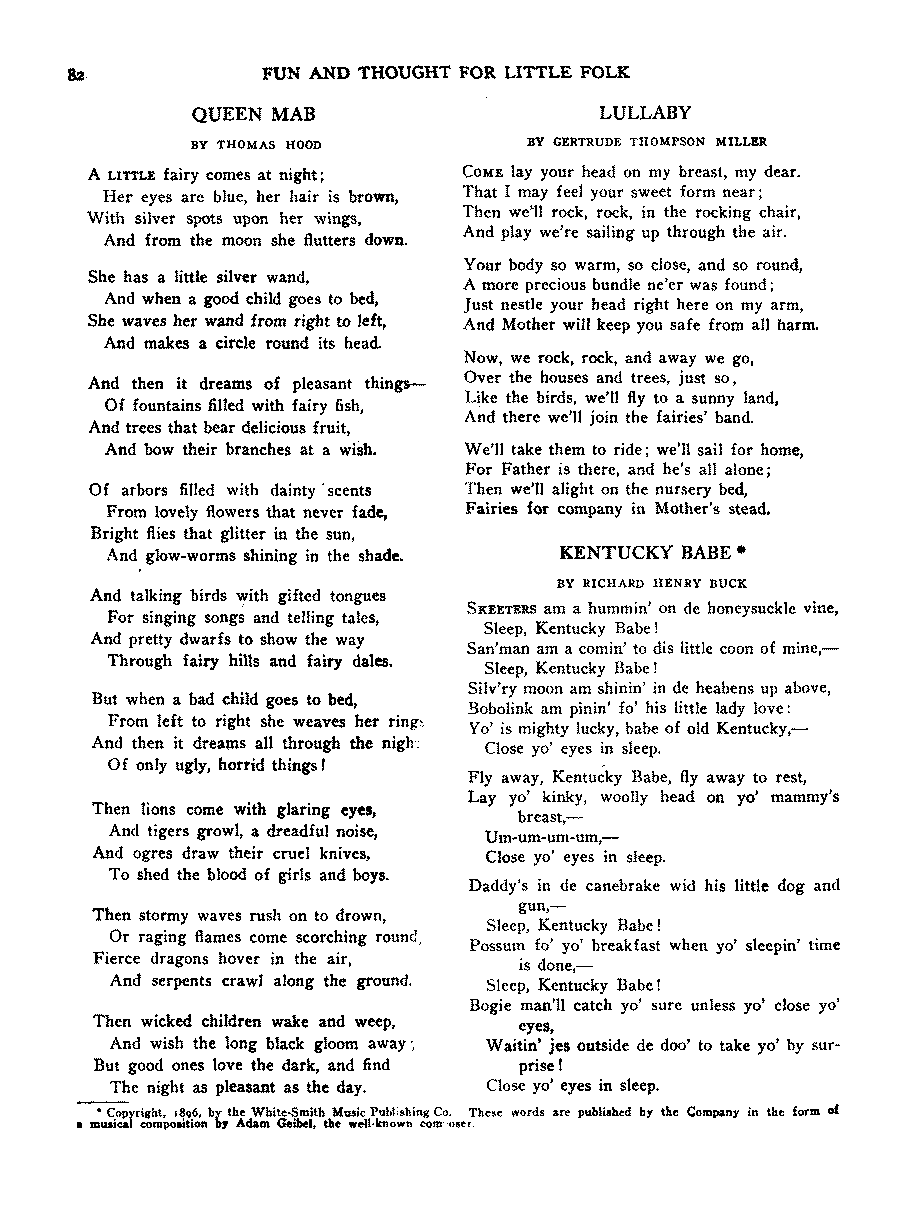 82
FUN AND THOUGHT FOR LITTLE FOLK
QUEEN MAB
BY THOMAS HOOD
A LITTLE fairy comes at night;
Her eyes are blue, her hair is brown,
With silver spots upon her wings,
And from the moon she flutters down.
She has a little silver wand,
And when a good child goes to bed,
She waves her wand from right to left,
And makes a circle round its head.
And then it dreams of pleasant things—
Of fountains filled with fairy fish,
And trees that bear delicious fruit,
And bow their branches at a wish.
Of arbors filled with dainty scents
From lovely flowers that never fade,
Bright flies that glitter in the sun,
And glow-worms shining in the shade.
And talking birds with gifted tongues
For singing songs and telling tales,
And pretty dwarfs to show the way
Through fairy hills and fairy dales.
But when a bad child goes to bed,
From left to right she weaves her rings
And then it dreams all through the night
Of only ugly, horrid things!
Then lions come with glaring eyes,
And tigers growl, a dreadful noise,
And ogres draw their cruel knives,
To shed the blood of girls and boys.
Then stormy waves rush on to drown,
Or raging flames come scorching round,
Fierce dragons hover in the air,
And serpents crawl along the ground.
Then wicked children wake and weep,
And wish the long black gloom away;
But good ones love the dark, and find
The night as pleasant as the day.
LULLABY
BY GERTRUDE THOMPSON MILLER
COME lay your head on my breast, my dear.
That I may feel your sweet form near;
Then we'll rock, rock, in the rocking chair,
And play we're sailing up through the air.
Your body so warm, so close, and so round,
A more precious bundle ne'er was found;
Just nestle your head right here on my arm,
And Mother will keep you safe from all harm.
Now, we rock, rock, and away we go,
Over the houses and trees, just so,
Like the birds, we'll fly to a sunny land,
And there we'll join the fairies' band.
We'll take them to ride; we'll sail for home,
For Father is there, and he's all alone;
Then we'll alight on the nursery bed,
Fairies for company in Mother's stead.
KENTUCKY BABE *
BY RICHARD HENRY BUCK
SKEETERS am a hummin' on de honeysuckle vine,
Sleep, Kentucky Babe!
San'man am a comin' to dis little coon of mine,—
Sleep, Kentucky Babe!
Silv'ry moon am shinin' in de heabens up above,
Bobolink am pinin' fo' his little lady love:
Yo' is mighty lucky, babe of old Kentucky,—
Close yo' eyes in sleep.
Fly away, Kentucky Babe, fly away to rest,
Lay yo' kinky, woolly head on yo' mammy's
breast,—
Um-um-um-um,—
Close yo' eyes in sleep.
Daddy's in de canebrake wid his little dog and
gun,—
Sleep, Kentucky Babe!
Possum fo' yo' breakfast when yo' sleepin' time
is done,—
Sleep, Kentucky Babe!
Bogie man'll catch yo' sure unless yo' close yo'
eyes,
Waitin' jes outside de doo' to take yo' by sur-
prise!
Close yo' eyes in sleep.
* Copyright, 1896, by the White-Smith Music Publishing Co. These words are published by the Company in the form of
a musical composition by Adam Geibel, the well-known composer.